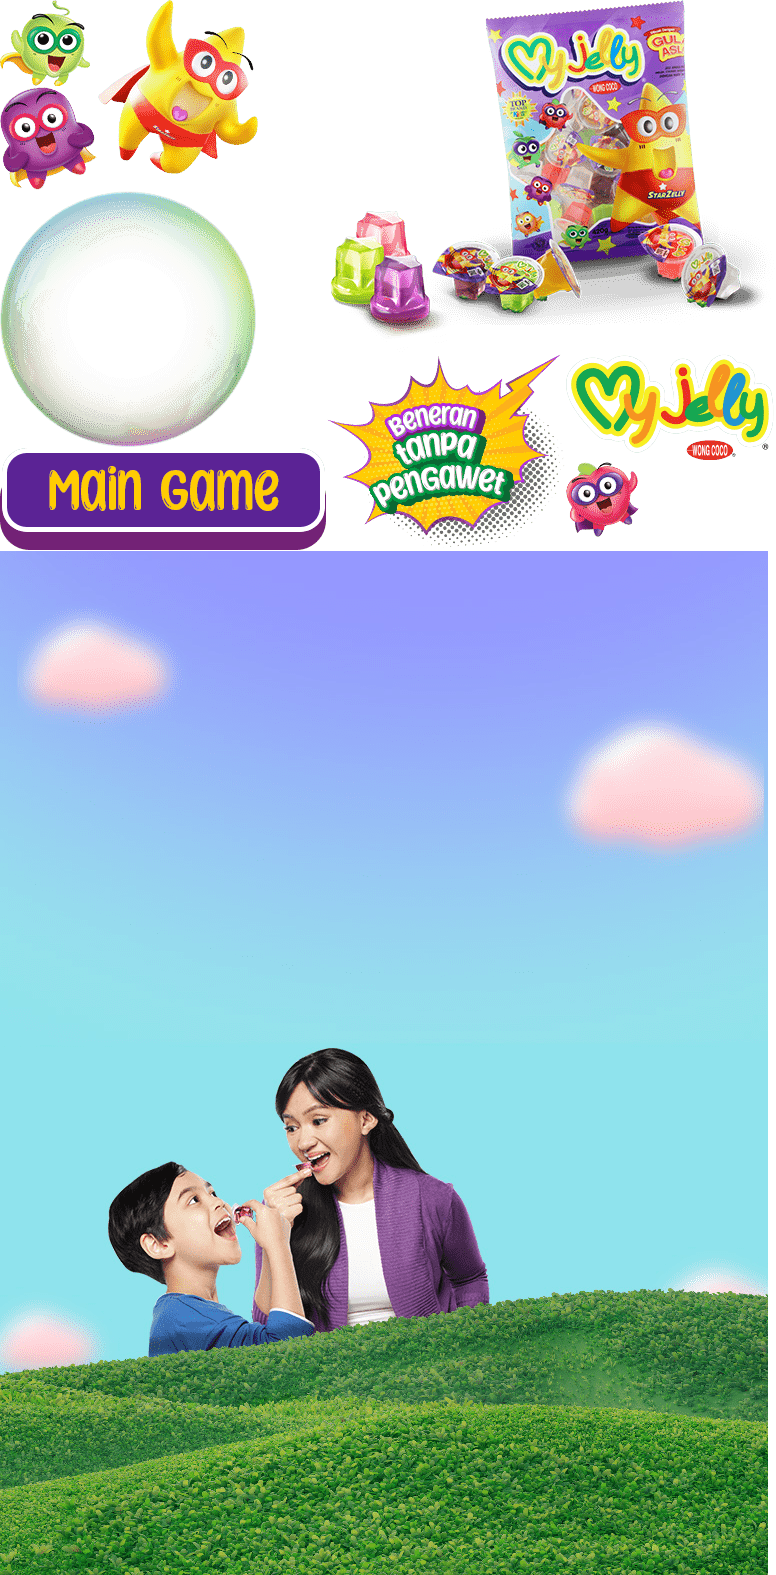 My jelly
WONG COCO
GULA
ASLI
TOP
STARZELLY
Beneran
tanpa
pengawet
My jelly
WONG COCO
®
Main Game